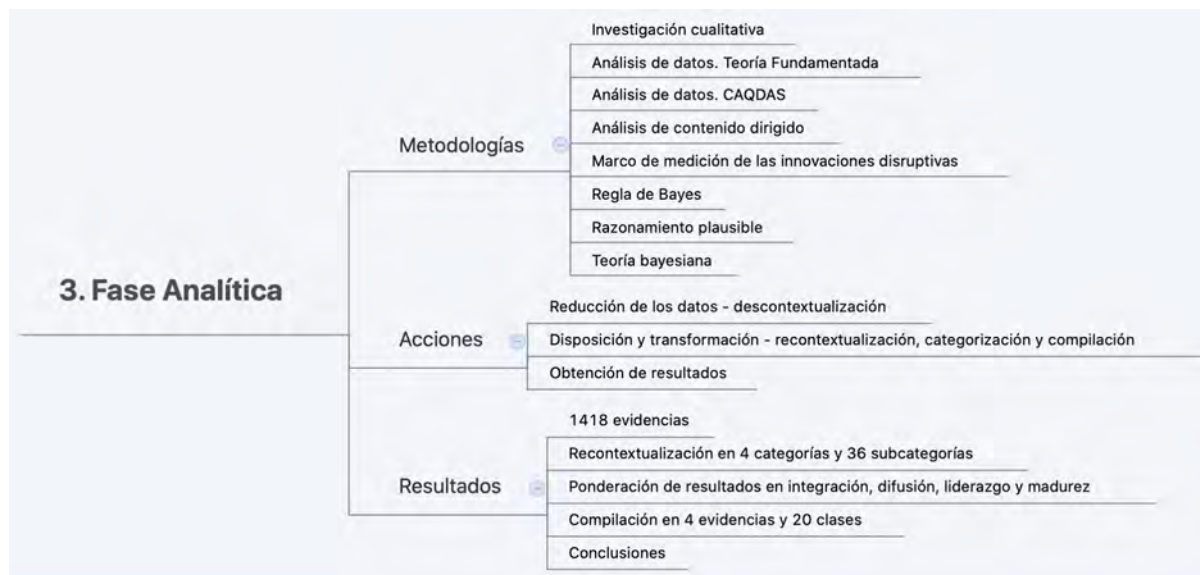 3. Fase Analítica
Metodologías
Investigación cualitativa
Análisis de datos. Teoría Fundamentada
Análisis de datos. CAQDAS
Análisis de contenido dirigido
Marco de medición de las innovaciones disruptivas
Regla de Bayes
Razonamiento plausible
Teoría bayesiana
Acciones
Reducción de los datos - descontextualización
Disposición y transformación - recontextualización, categorización y compilación
Obtención de resultados
Resultados
1418 evidencias
Recontextualización en 4 categorías y 36 subcategorías
Ponderación de resultados en integración, difusión, liderazgo y madurez
Compilación en 4 evidencias y 20 clases
Conclusiones